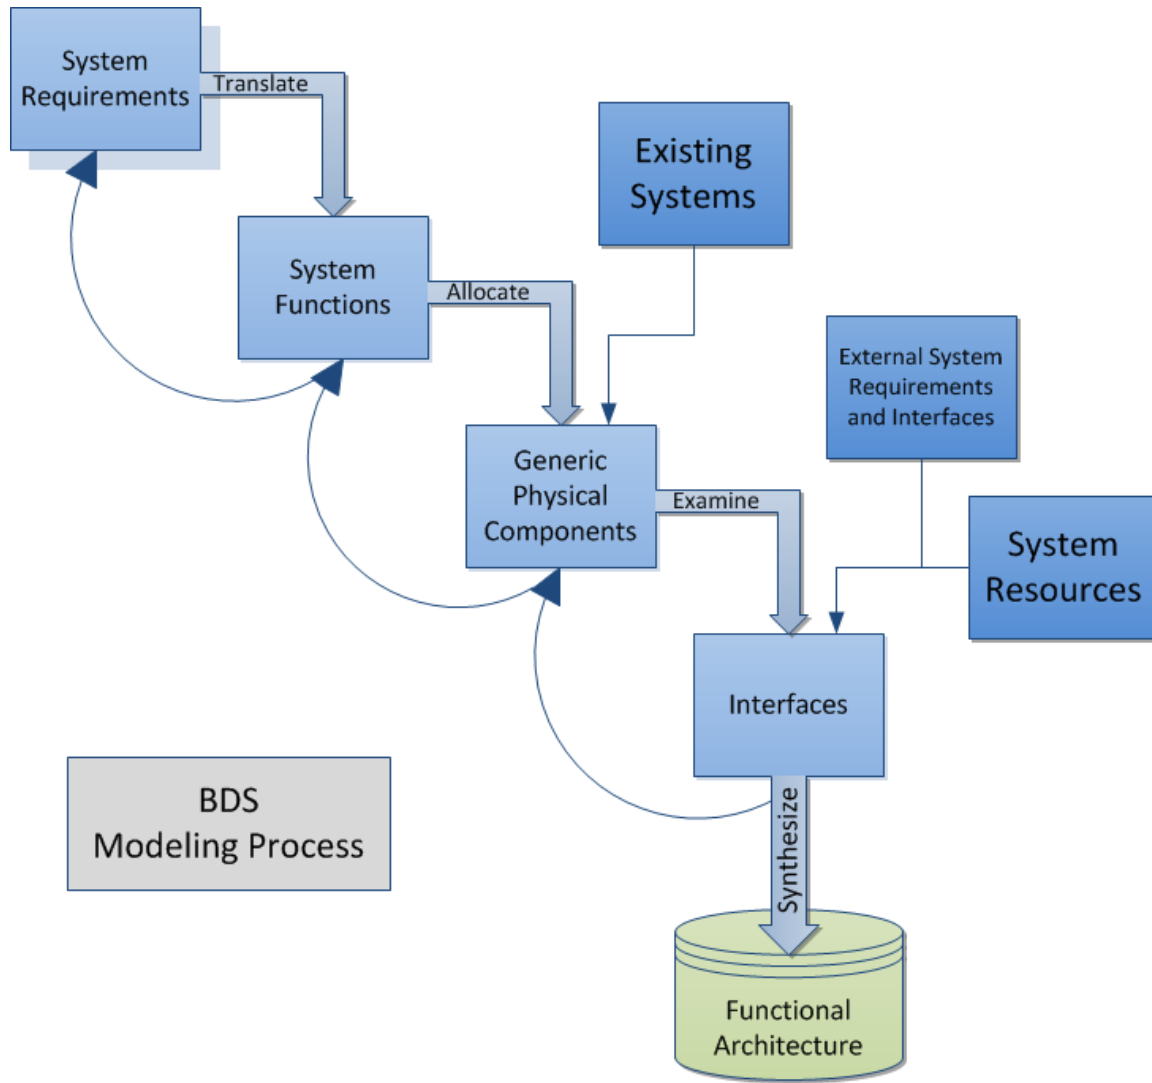 System
Requirements
Translate
Existing
Systems
System
Functions
Allocate
External System
Requirements
and Interfaces
Generic
Physical
Components
Examine
System
Resources
Interfaces
BDS
Modeling Process
Synthesize
Functional
Architecture